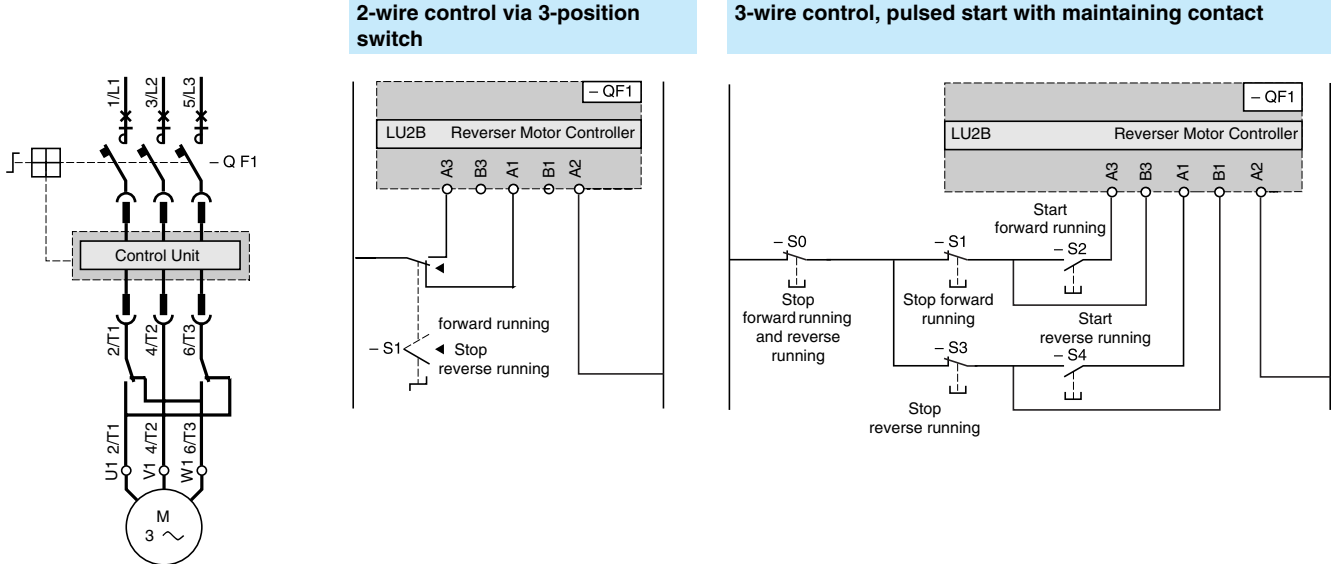 2-wire control via 3-position
switch
3-wire control, pulsed start with maintaining contact
1/L1
3/L2
5/L3
– Q F1
Control Unit
2/T1
4/T2
6/T3
U1 2/T1
V1 4/T2
W1 6/T3
M
3
– QF1
LU2B Reverser Motor Controller
A3
B3
A1
B1
A2
forward running
– S1
Stop
reverse running
– QF1
LU2B Reverser Motor Controller
A3
B3
A1
B1
A2
Start
forward running
– S0
– S1
– S2
Stop
forward running
and reverse
running
Stop forward
running
Start
reverse running
– S3
– S4
Stop
reverse running